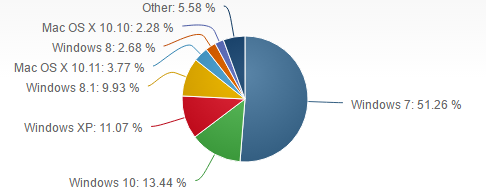 Other: 5.58 %
Mac OS X 10.10: 2.28 %
Windows 8: 2.68 %
Mac OS X 10.11: 3.77 %
Windows 8.1: 9.93 %
Windows 7: 51.26 %
Windows XP: 11.07 %
Windows 10: 13.44 %